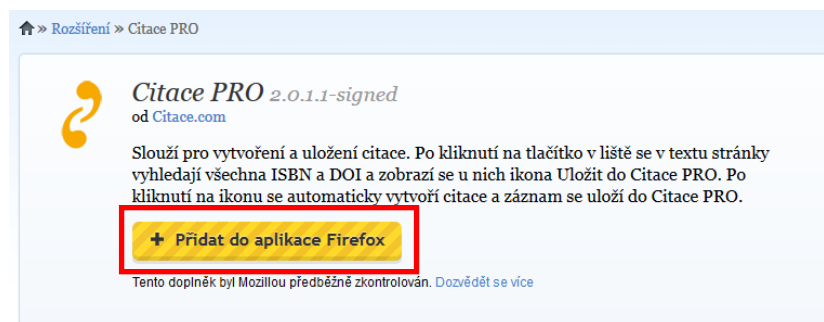 » Rozšíření » Citace PRO
Citace PRO 2.0.1.1-signed
od Citace.com
Slouží pro vytvoření a uložení citace. Po kliknutí na tlačítko v liště se v textu stránky
vyhledají všechna ISBN a DOI a zobrazí se u nich ikona Uložit do Citace PRO. Po
kliknutí na ikonu se automaticky vytvoří citace a záznam se uloží do Citace PRO.
+ Přidat do aplikace Firefox
Tento doplněk byl Mozillou předběžně zkontrolován. Dozvědět se více